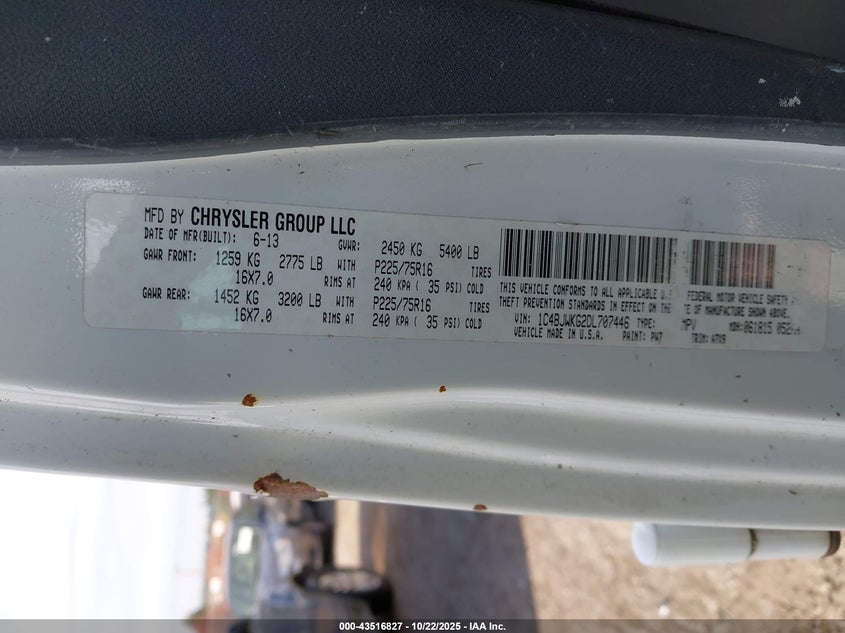 MFD BY CHRYSLER GROUP LLC
DATE OF MFR(BUILT): 6-13 GVWR: 2450 KG 5400 LB
GAWR FRONT: 1259 KG 2775 LB WITH P225/75R16 TIRES
16X7.0 RIMS AT 240 KPA ( 35 PSI) COLD
GAWR REAR: 1452 KG 3200 LB WITH P225/75R16 TIRES
16X7.0 RIMS AT 240 KPA ( 35 PSI) COLD
THIS VEHICLE CONFORMS TO ALL APPLICABLE U.S FEDERAL MOTOR VEHICLE SAFETY
THEFT PREVENTION STANDARDS IN EFFECT ON THE OF MANUFACTURE SHOWN ABOVE.
VIN: 1C4BJWKG2DL707446 TYPE: MPV MDH: 061815
VEHICLE MADE IN U.S.A. PAINT: PW7 TRIM:
000-43516827 - 10/22/2025 - IAA Inc.